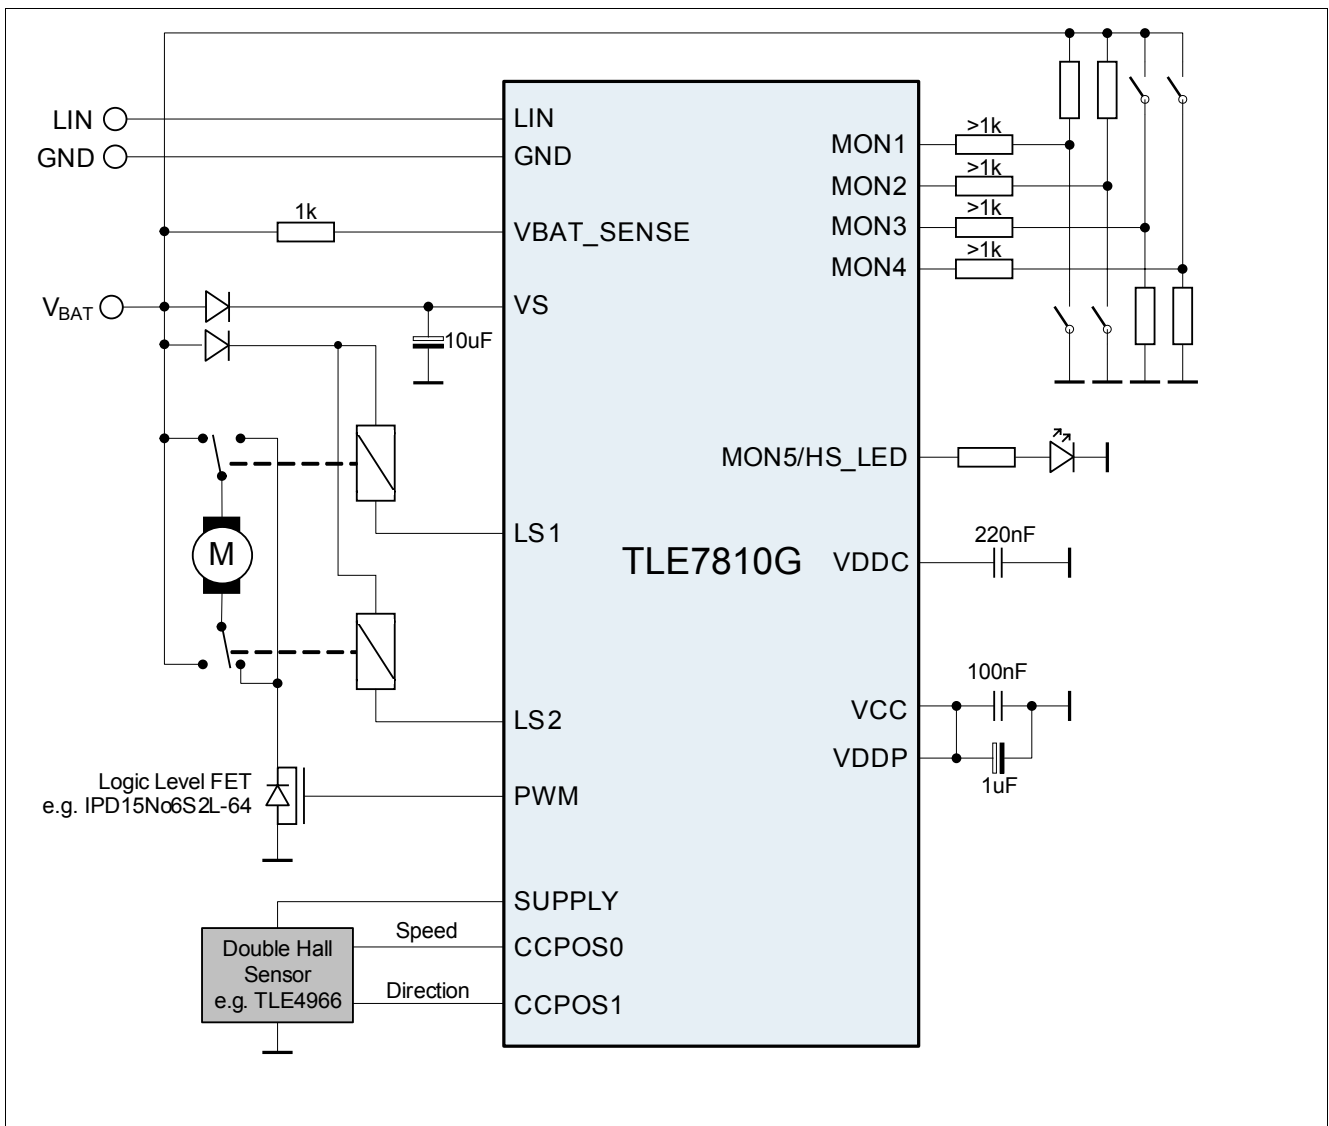 LIN
GND
VBAT
1k
10uF
M
Logic Level FET
e.g. IPD15No6S2L-64
Double Hall
Sensor
e.g. TLE4966
Speed
Direction
LIN
GND
VBAT_SENSE
VS
LS1
LS2
PWM
SUPPLY
CCPOS0
CCPOS1
TLE7810G
MON1
MON2
MON3
MON4
MON5/HS_LED
VDDC
VCC
VDDP
>1k
>1k
>1k
>1k
220nF
100nF
1uF